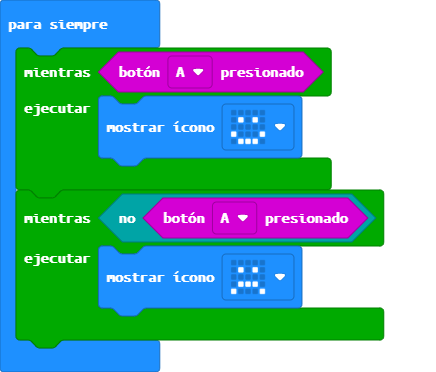 para siempre
mientras botón A presionado
ejecutar
mostrar ícono
mientras no botón A presionado
ejecutar
mostrar ícono